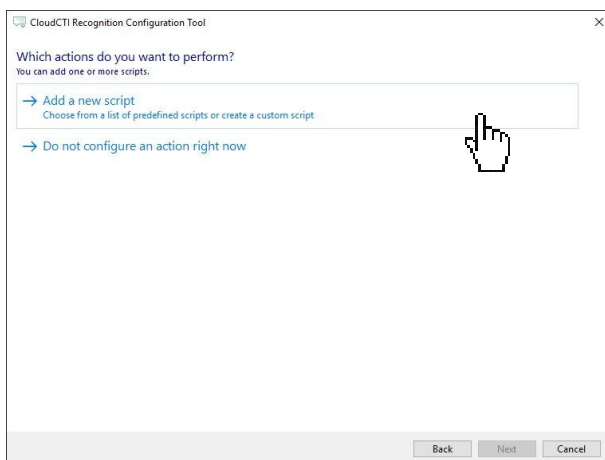 CloudCTI Recognition Configuration Tool
Which actions do you want to perform?
You can add one or more scripts.
Add a new script
Choose from a list of predefined scripts or create a custom script
Do not configure an action right now
Back
Next
Cancel